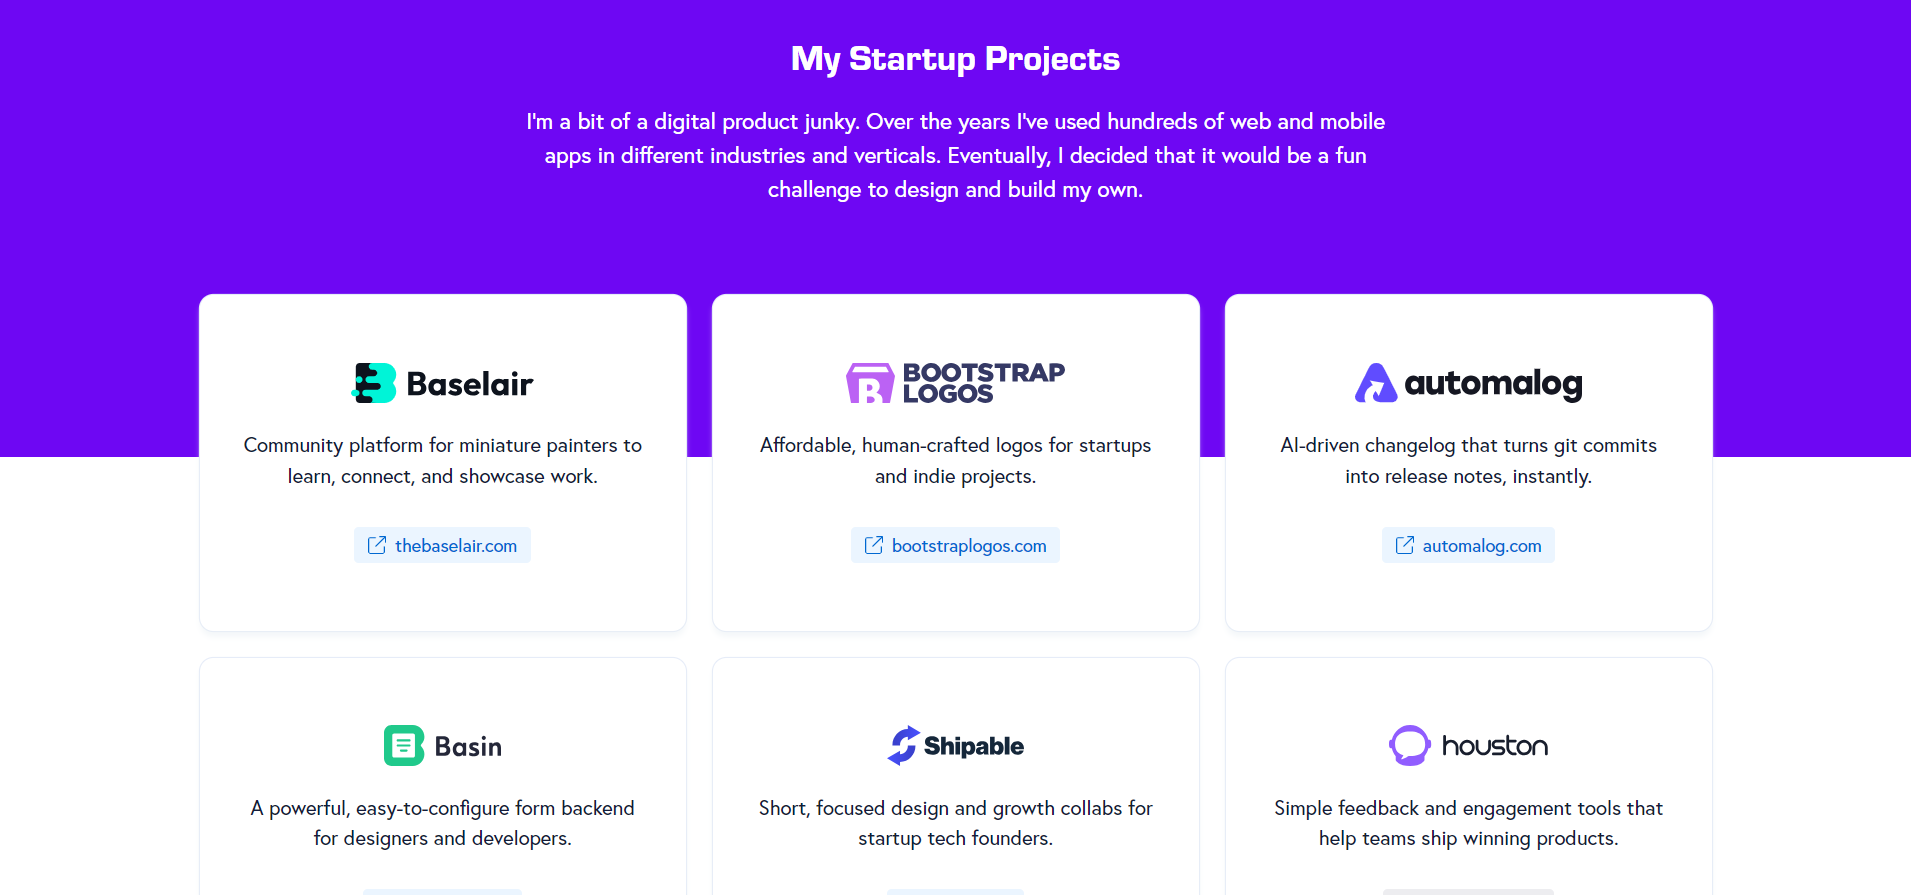 My Startup Projects
I'm a bit of a digital product junky. Over the years I've used hundreds of web and mobile
apps in different industries and verticals. Eventually, I decided that it would be a fun
challenge to design and build my own.
Baselair
Community platform for miniature painters to
learn, connect, and showcase work.
thebaselair.com
BOOTSTRAP
LOGOS
Affordable, human-crafted logos for startups
and indie projects.
bootstraplogos.com
automalog
AI-driven changelog that turns git commits
into release notes, instantly.
automalog.com
Basin
A powerful, easy-to-configure form backend
for designers and developers.
Shipable
Short, focused design and growth collabs for
startup tech founders.
houston
Simple feedback and engagement tools that
help teams ship winning products.